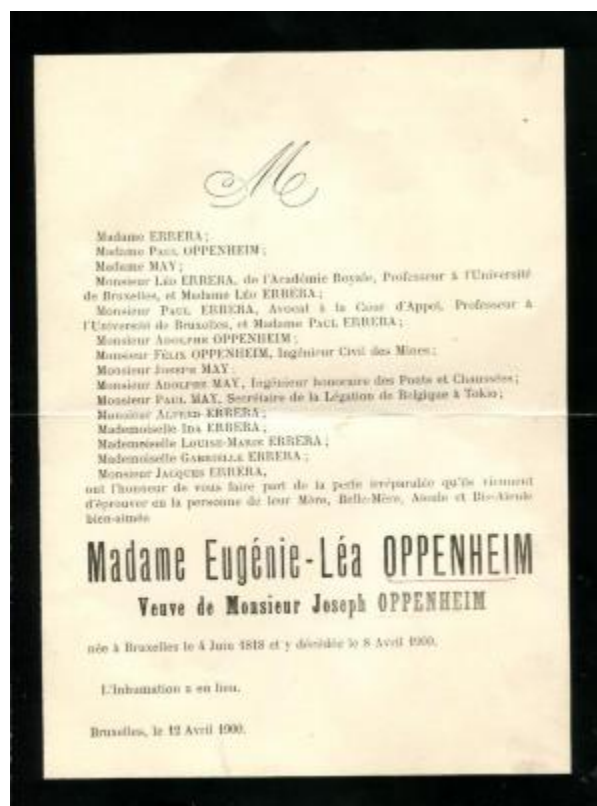 M
Madame ERRERA;
Madame PAUL OPPENHEIM;
Madame MAY;
Monsieur LÉO ERRERA, de l'Académie Royale, Professeur à l'Université
de Bruxelles, et Madame LÉO ERRERA;
Monsieur PAUL ERRERA, Avocat à la Cour d'Appel, Professeur à
l'Université de Bruxelles, et Madame PAUL ERRERA;
Monsieur ADOLPHE OPPENHEIM;
Monsieur FÉLIX OPPENHEIM, Ingénieur Civil des Mines;
Monsieur JOSEPH MAY;
Monsieur ADOLPHE MAY, Ingénieur honoraire des Ponts et Chaussées;
Monsieur PAUL MAY, Secrétaire de la Légation de Belgique à Tokio;
Monsieur ALFRED ERRERA;
Mademoiselle IDA ERRERA;
Mademoiselle LOUISE-MARIE ERRERA;
Mademoiselle GABRIELLE ERRERA;
Monsieur JACQUES ERRERA,
ont l'honneur de vous faire part de la perte irréparable qu'ils viennent
d'éprouver en la personne de leur Mère, Belle-Mère, Aïeule et Bis-Aïeule
bien-aimée
Madame Eugénie-Léa OPPENHEIM
Veuve de Monsieur Joseph OPPENHEIM
née à Bruxelles le 4 Juin 1818 et y décédée le 8 Avril 1900.
L'Inhumation a eu lieu.
Bruxelles, le 12 Avril 1900.